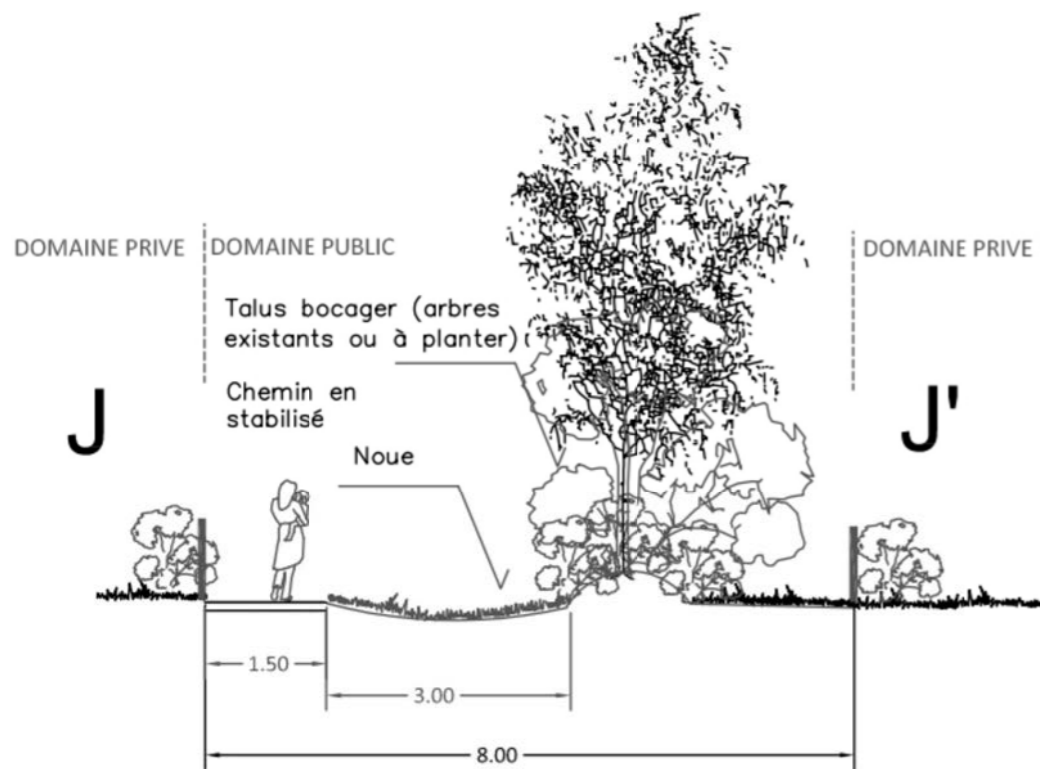 DOMAINE PRIVE
DOMAINE PUBLIC
DOMAINE PRIVE
Talus bocager (arbres
existants ou à planter)
Chemin en
stabilisé
J
J'
Noue
1.50
3.00
8.00